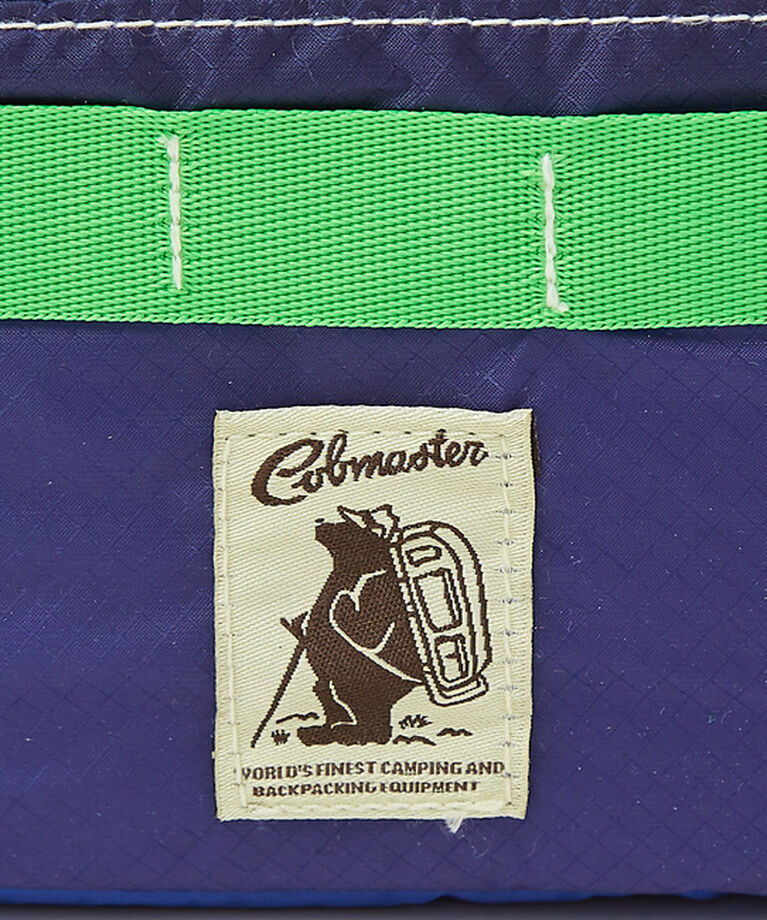 Cobmaster
WORLD'S FINEST CAMPING AND
BACKPACKING EQUIPMENT